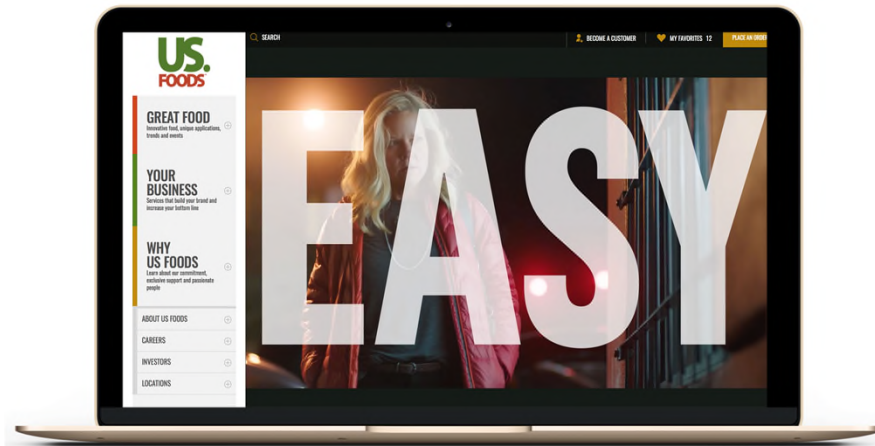 US.
FOODS
SEARCH
BECOME A CUSTOMER
MY FAVORITES 12
PLACE AN ORDER
GREAT FOOD
Innovative food, unique applications,
trends and events
YOUR
BUSINESS
Services that build your brand and
increase your bottom line
WHY
US FOODS
Learn about our commitment,
exclusive support and passionate
people
ABOUT US FOODS
CAREERS
INVESTORS
LOCATIONS
EASY